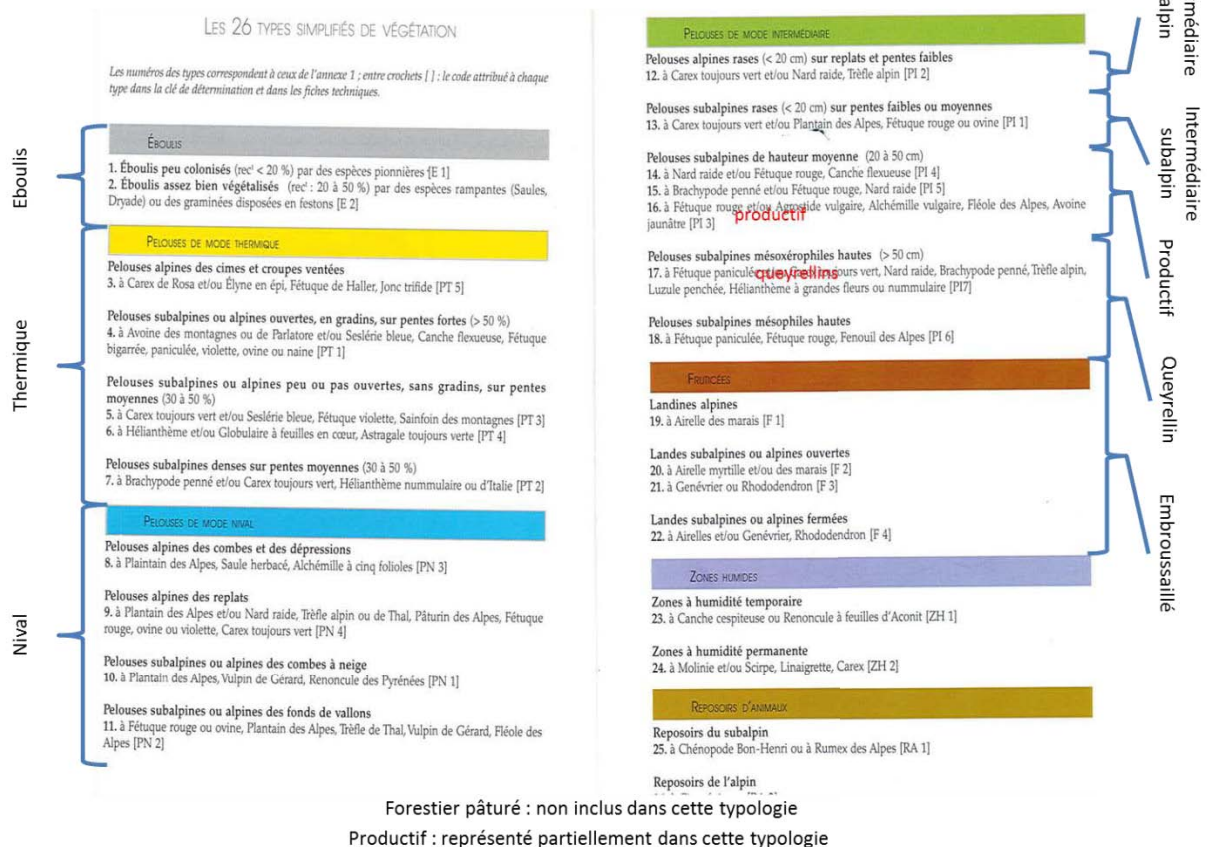 LES 26 TYPES SIMPLIFIÉS DE VÉGÉTATION
Les numéros des types correspondent à ceux de l'annexe 1 ; entre crochets [ ] : le code attribué à chaque
type dans la clé de détermination et dans les fiches techniques.
Eboulis
ÉBOULIS
1. Éboulis peu colonisés (rect < 20 %) par des espèces pionnières [E 1]
2. Éboulis assez bien végétalisés (rect : 20 à 50 %) par des espèces rampantes (Saules,
Dryade) ou des graminées disposées en festons [E 2]
Thermique
PELOUSES DE MODE THERMIQUE
Pelouses alpines des cimes et croupes ventées
3. à Carex de Rosa et/ou Élyne en épi, Fétuque de Haller, Jonc trifide [PT 5]
Pelouses subalpines ou alpines ouvertes, en gradins, sur pentes fortes (> 50 %)
4. à Avoine des montagnes ou de Parlatore et/ou Seslérie bleue, Canche flexueuse, Fétuque
bigarrée, paniculée, violette, ovine ou naine [PT 1]
Pelouses subalpines ou alpines peu ou pas ouvertes, sans gradins, sur pentes
moyennes (30 à 50 %)
5. à Carex toujours vert et/ou Seslérie bleue, Fétuque violette, Sainfoin des montagnes [PT 3]
6. à Hélianthème et/ou Globulaire à feuilles en cœur, Astragale toujours verte [PT 4]
Pelouses subalpines denses sur pentes moyennes (30 à 50 %)
7. à Brachypode penné et/ou Carex toujours vert, Hélianthème nummulaire ou d'Italie [PT 2]
Nival
PELOUSES DE MODE NIVAL
Pelouses alpines des combes et des dépressions
8. à Plaintain des Alpes, Saule herbacé, Alchémille à cinq folioles [PN 3]
Pelouses alpines des replats
9. à Plantain des Alpes et/ou Nard raide, Trèfle alpin ou de Thal, Pâturin des Alpes, Fétuque
rouge, ovine ou violette, Carex toujours vert [PN 4]
Pelouses subalpines ou alpines des combes à neige
10. à Plantain des Alpes, Vulpin de Gérard, Renoncule des Pyrénées [PN 1]
Pelouses subalpines ou alpines des fonds de vallons
11. à Fétuque rouge ou ovine, Plantain des Alpes, Trèfle de Thal, Vulpin de Gérard, Fléole des
Alpes [PN 2]
PELOUSES DE MODE INTERMÉDIAIRE
Pelouses alpines rases (< 20 cm) sur replats et pentes faibles
12. à Carex toujours vert et/ou Nard raide, Trèfle alpin [PI 2]
médiaire
alpin
Pelouses subalpines rases (< 20 cm) sur pentes faibles ou moyennes
13. à Carex toujours vert et/ou Plantain des Alpes, Fétuque rouge ou ovine [PI 1]
Intermédiaire
subalpin
Pelouses subalpines de hauteur moyenne (20 à 50 cm)
14. à Nard raide et/ou Fétuque rouge, Canche flexueuse [PI 4]
15. à Brachypode penné et/ou Fétuque rouge, Nard raide [PI 5]
16. à Fétuque rouge et/ou Agrostide vulgaire, Alchémille vulgaire, Fléole des Alpes, Avoine
jaunâtre [PI 3]
productif
Productif
Pelouses subalpines mésoxérophiles hautes (> 50 cm)
17. à Fétuque paniculée toujours vert, Nard raide, Brachypode penné, Trèfle alpin,
queyrellins
Luzule penchée, Hélianthème à grandes fleurs ou nummulaire [PI7]
Pelouses subalpines mésophiles hautes
18. à Fétuque paniculée, Fétuque rouge, Fenouil des Alpes [PI 6]
Queyrellin
FRUTICÉES
Landines alpines
19. à Airelle des marais [F 1]
Landes subalpines ou alpines ouvertes
20. à Airelle myrtille et/ou des marais [F 2]
21. à Genévrier ou Rhododendron [F 3]
Landes subalpines ou alpines fermées
22. à Airelles et/ou Genévrier, Rhododendron [F 4]
Embroussaillé
ZONES HUMIDES
Zones à humidité temporaire
23. à Canche cespiteuse ou Renoncule à feuilles d'Aconit [ZH 1]
Zones à humidité permanente
24. à Molinie et/ou Scirpe, Linaigrette, Carex [ZH 2]
REPOSOIRS D'ANIMAUX
Reposoirs du subalpin
25. à Chénopode Bon-Henri ou à Rumex des Alpes [RA 1]
Reposoirs de l'alpin
Forestier pâturé : non inclus dans cette typologie
Productif : représenté partiellement dans cette typologie